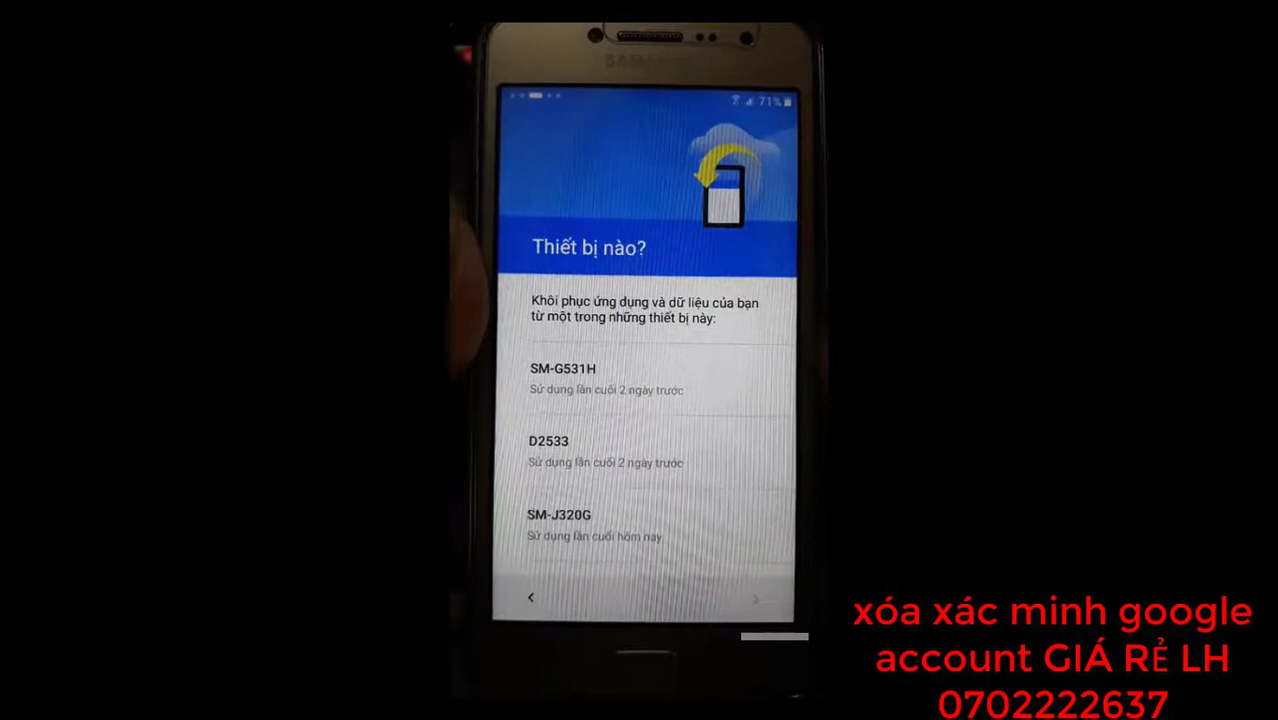 SAMSUNG
71%
Thiết bị nào?
Khôi phục ứng dụng và dữ liệu của bạn
từ một trong những thiết bị này:
SM-G531H
Sử dụng lần cuối 2 ngày trước
D2533
Sử dụng lần cuối 2 ngày trước
SM-J320G
Sử dụng lần cuối hôm nay
xóa xác minh google
account GIÁ RẺ LH
0702222637